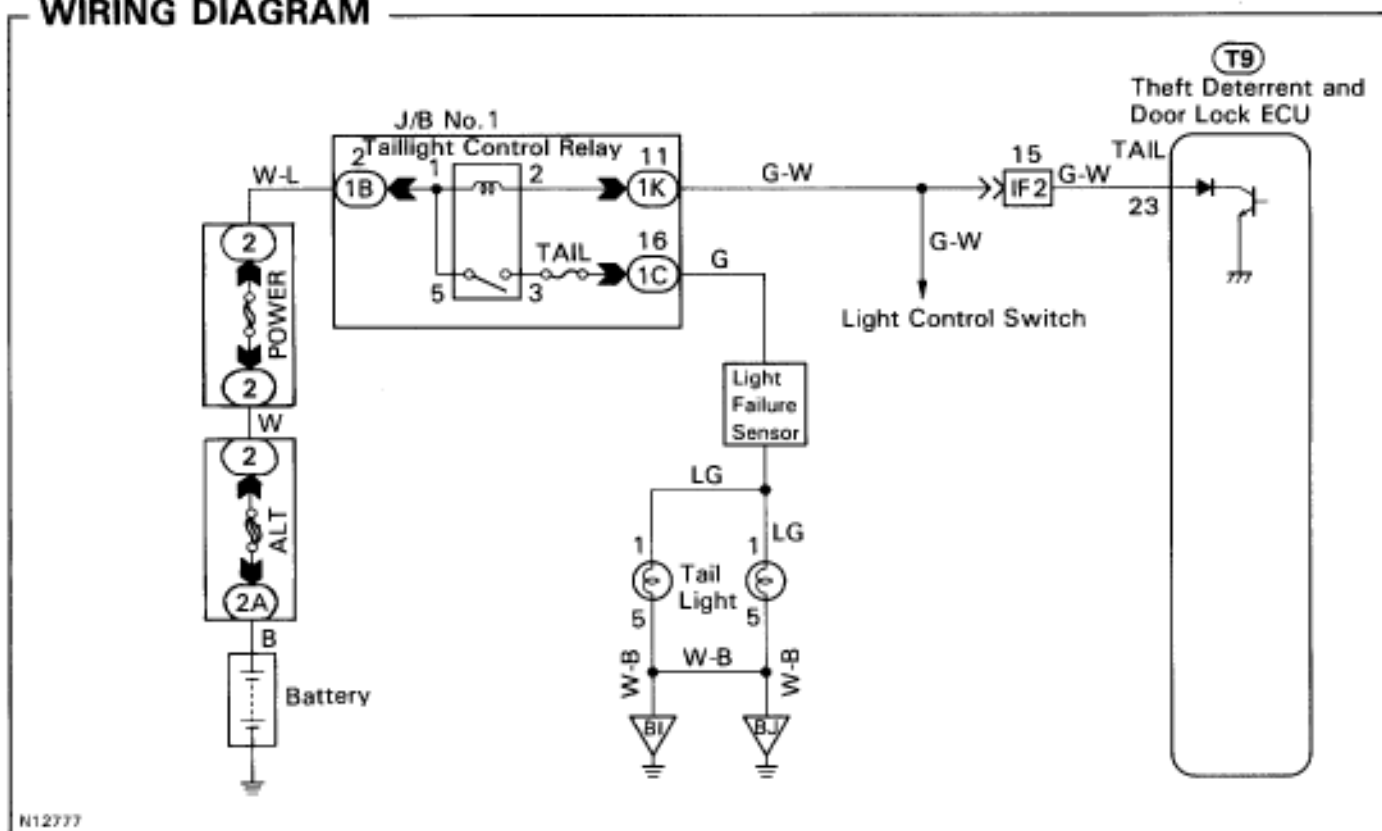 WIRING DIAGRAM
T9
Theft Deterrent and
Door Lock ECU
J/B No.1
Taillight Control Relay
2
1
2
11
15
TAIL
W-L
1B
1K
G-W
IF2
G-W
23
2
G-W
TAIL
16
G
5
3
1C
Light Control Switch
POWER
2
W
Light
Failure
Sensor
2
LG
ALT
1
1
LG
Tail
Light
2A
5
5
B
W-B
W-B
W-B
Battery
BI
BJ
N12777